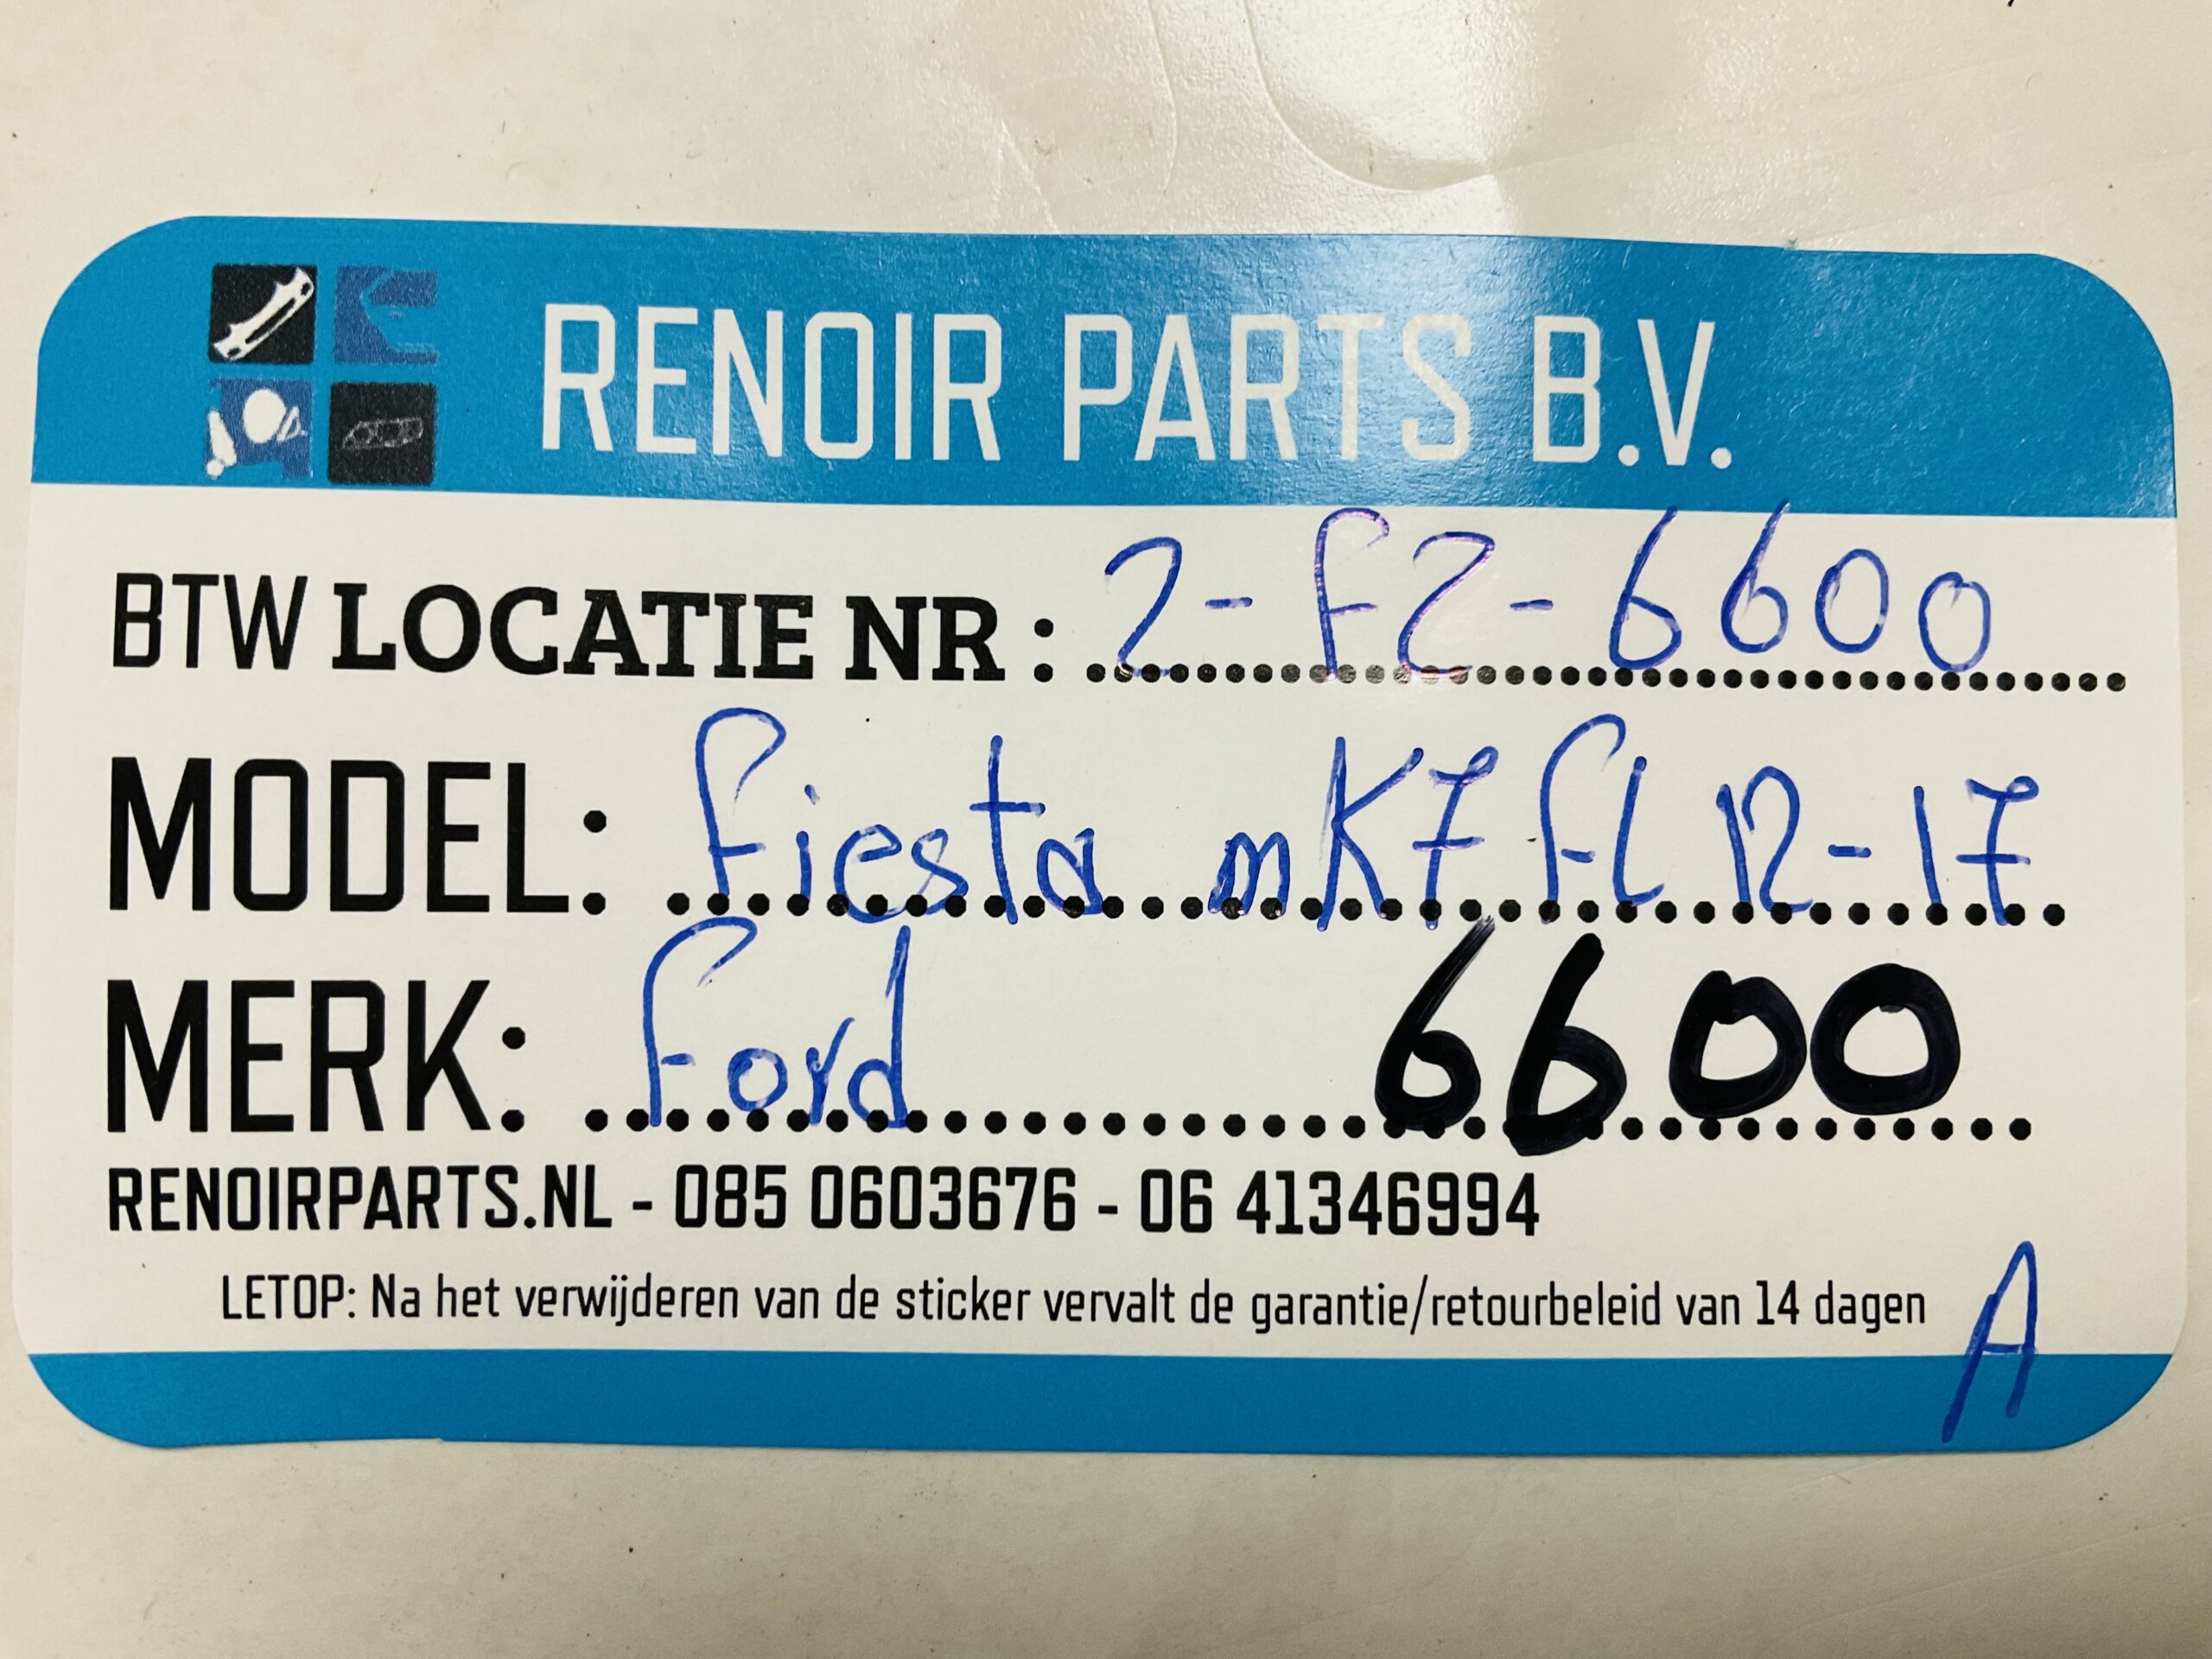 RENOIR PARTS B.V.
BTW LOCATIE NR : 2-F2-6600
MODEL: Fiesta mK7 FL 12-17
MERK: Ford 6600
RENOIRPARTS.NL - 085 0603676 - 06 41346994
LETOP: Na het verwijderen van de sticker vervalt de garantie/retourbeleid van 14 dagen
A